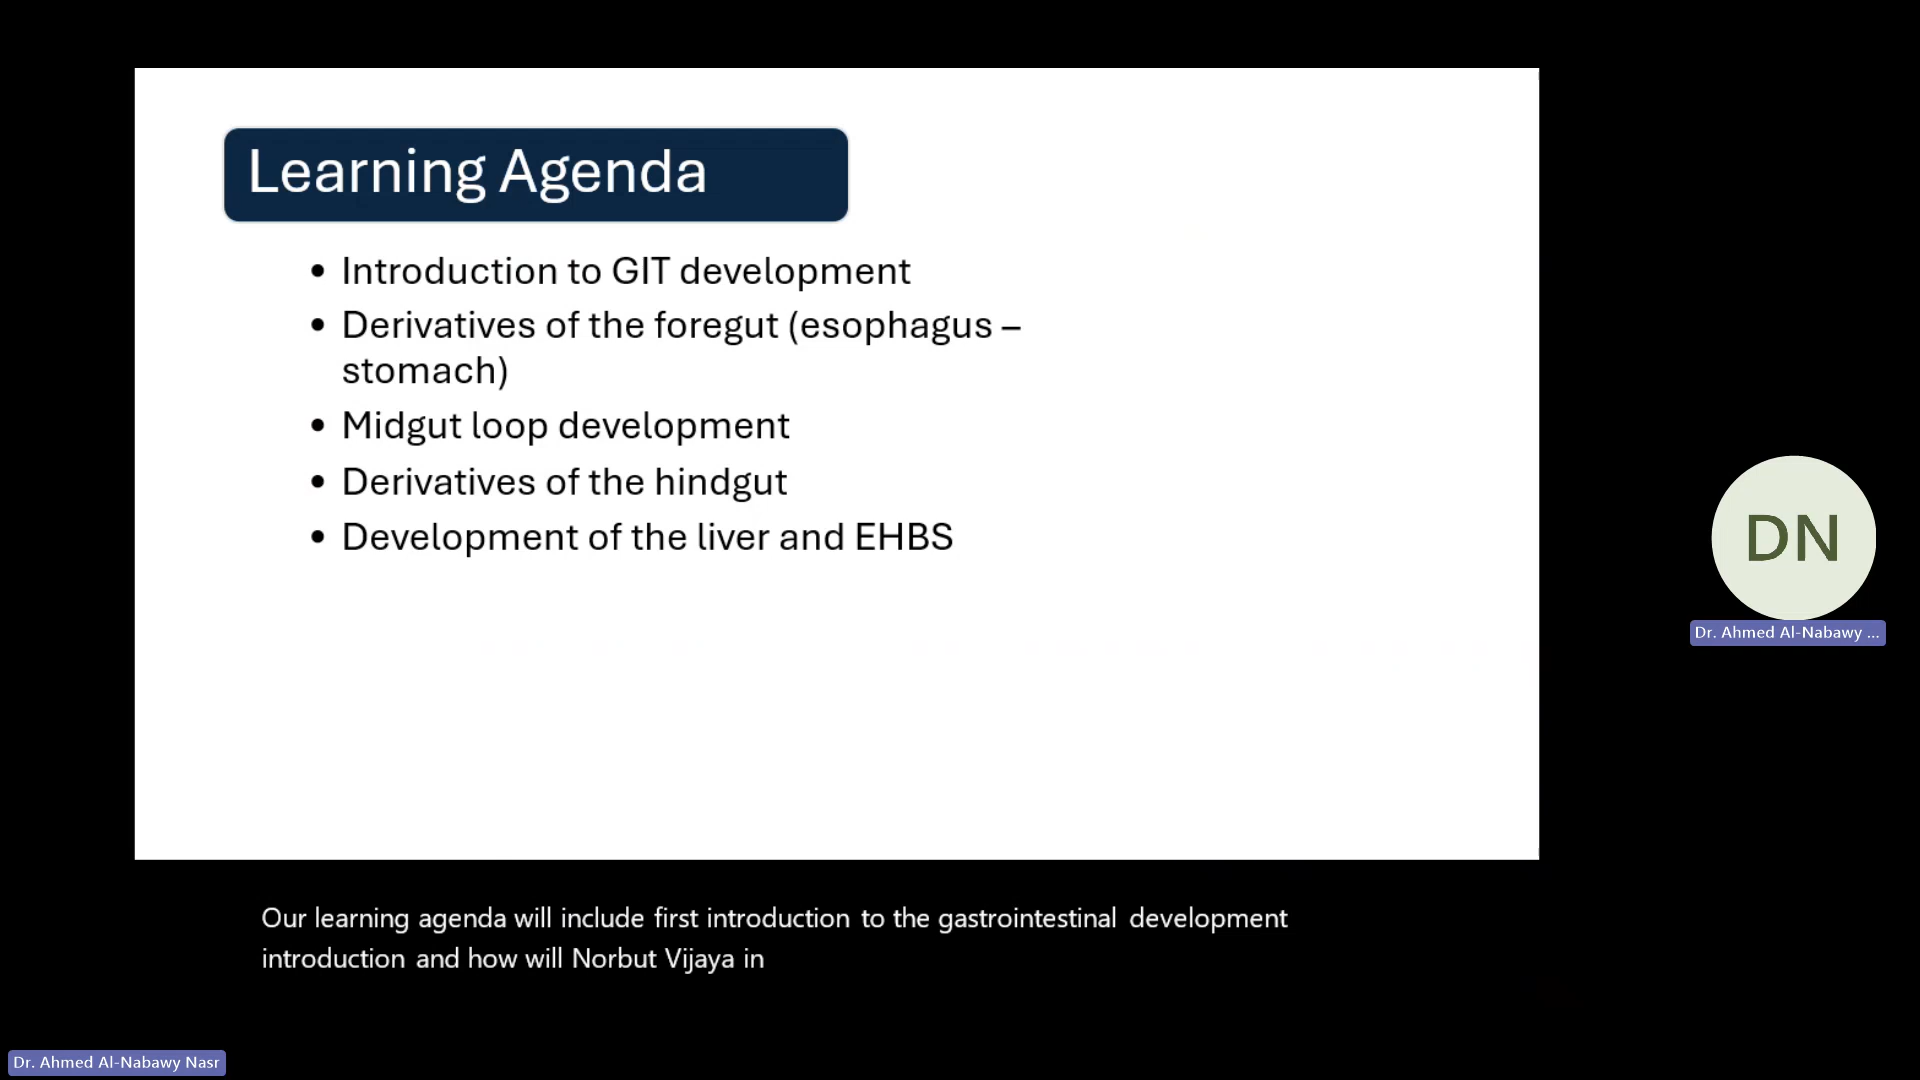 Learning Agenda
• Introduction to GIT development
• Derivatives of the foregut (esophagus –
stomach)
• Midgut loop development
• Derivatives of the hindgut
• Development of the liver and EHBS
DN
Dr. Ahmed Al-Nabawy ...
Our learning agenda will include first introduction to the gastrointestinal development
introduction and how will Norbut Vijaya in
Dr. Ahmed Al-Nabawy Nasr